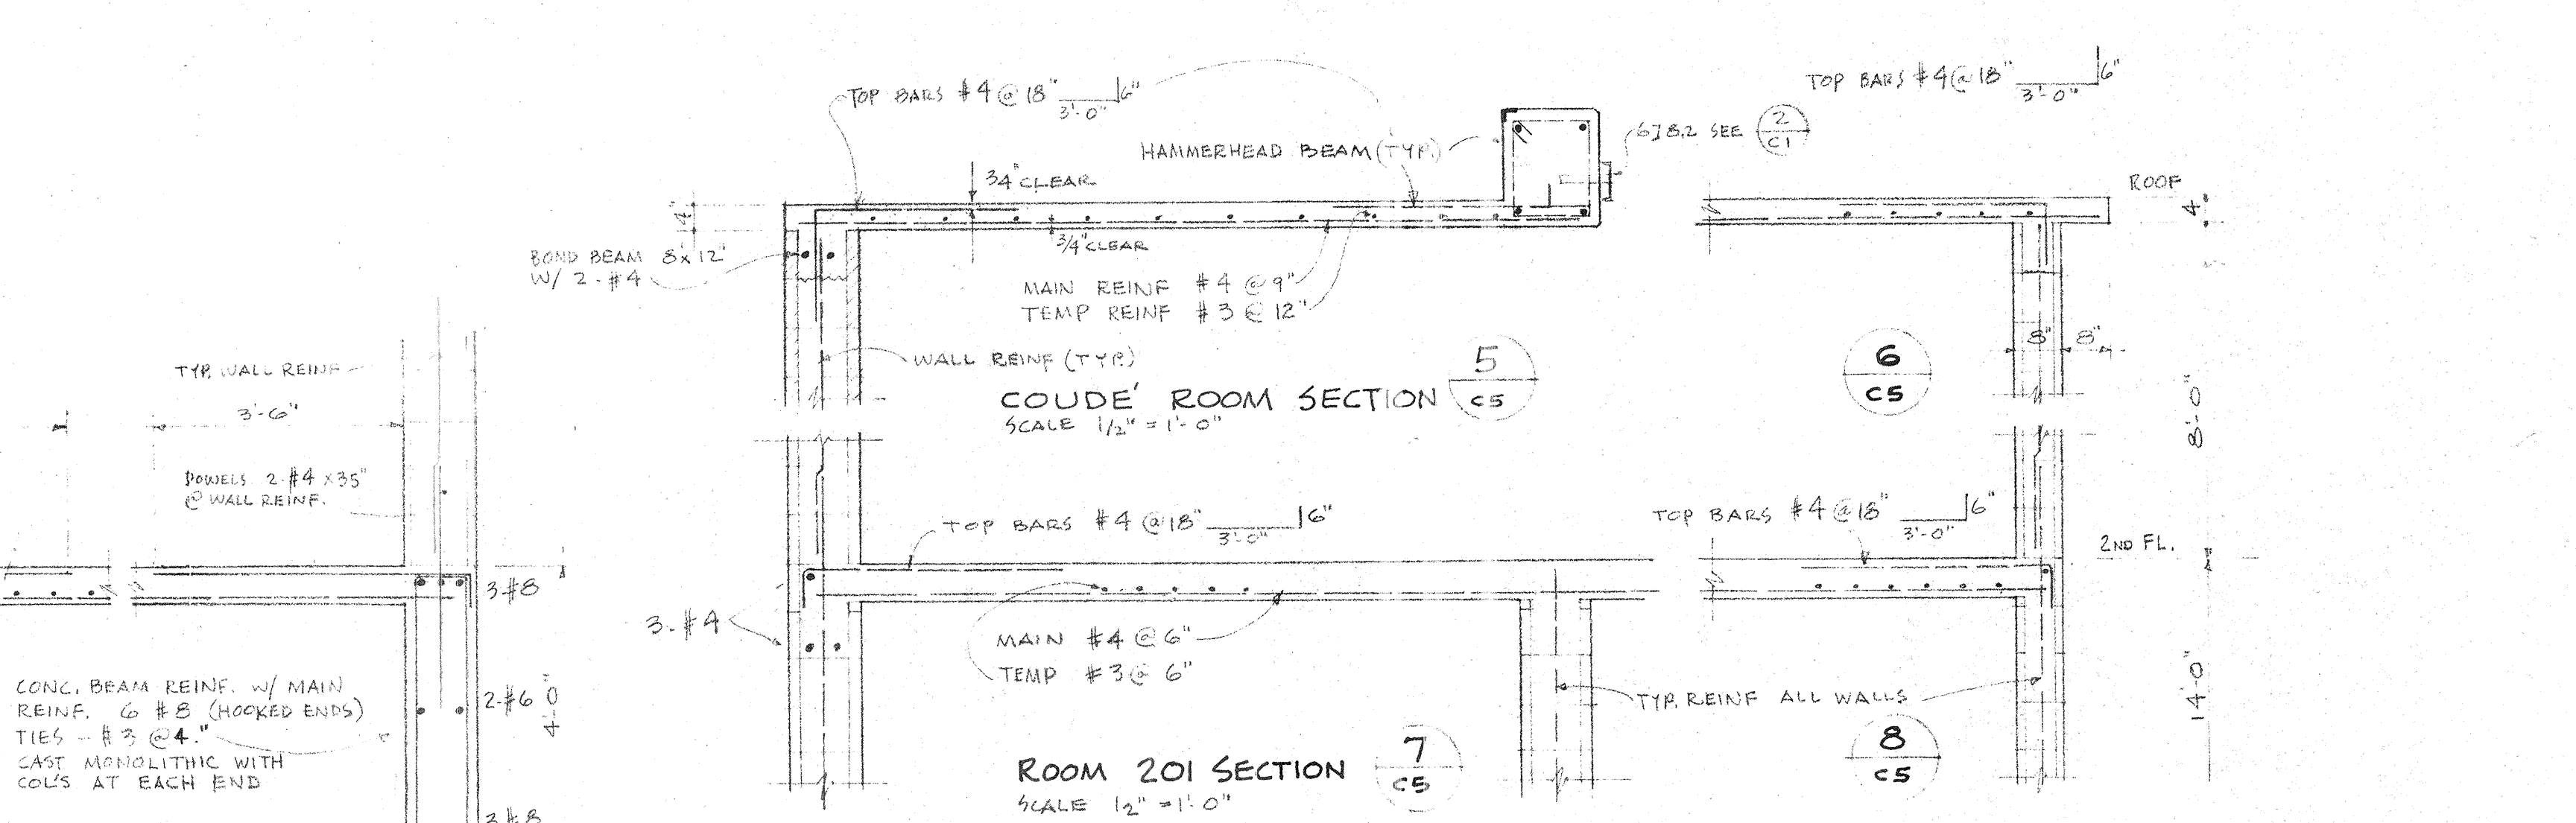 TOP BARS #4 @ 18" 6"
3'-0"
TOP BARS #4 @ 18" 6"
3'-0"
HAMMERHEAD BEAM (TYP.)
6]8.2 SEE 2
C1
3/4" CLEAR
ROOF
4"
4"
BOND BEAM 8x12"
W/ 2-#4
3/4" CLEAR
MAIN REINF #4 @ 9"
TEMP REINF #3 @ 12"
WALL REINF (TYP.)
COUDE' ROOM SECTION
SCALE 1/2" = 1'-0"
5
C5
6
C5
8" 8"
8'-0"
TYP. WALL REINF
3'-6"
DOWELS 2-#4 x 35"
@ WALL REINF.
TOP BARS #4 @ 18" 6"
3'-0"
TOP BARS #4 @ 18" 6"
3'-0"
2ND FL.
3-#8
3-#4
MAIN #4 @ 6"
TEMP #3 @ 6"
2-#6
4'-0"
CONC. BEAM REINF. W/ MAIN
REINF. 6 #8 (HOOKED ENDS)
TIES - #3 @ 4"
CAST MONOLITHIC WITH
COL'S AT EACH END
TYP. REINF ALL WALLS
14'-0"
ROOM 201 SECTION
SCALE 1/2" = 1'-0"
7
C5
8
C5
3-#8